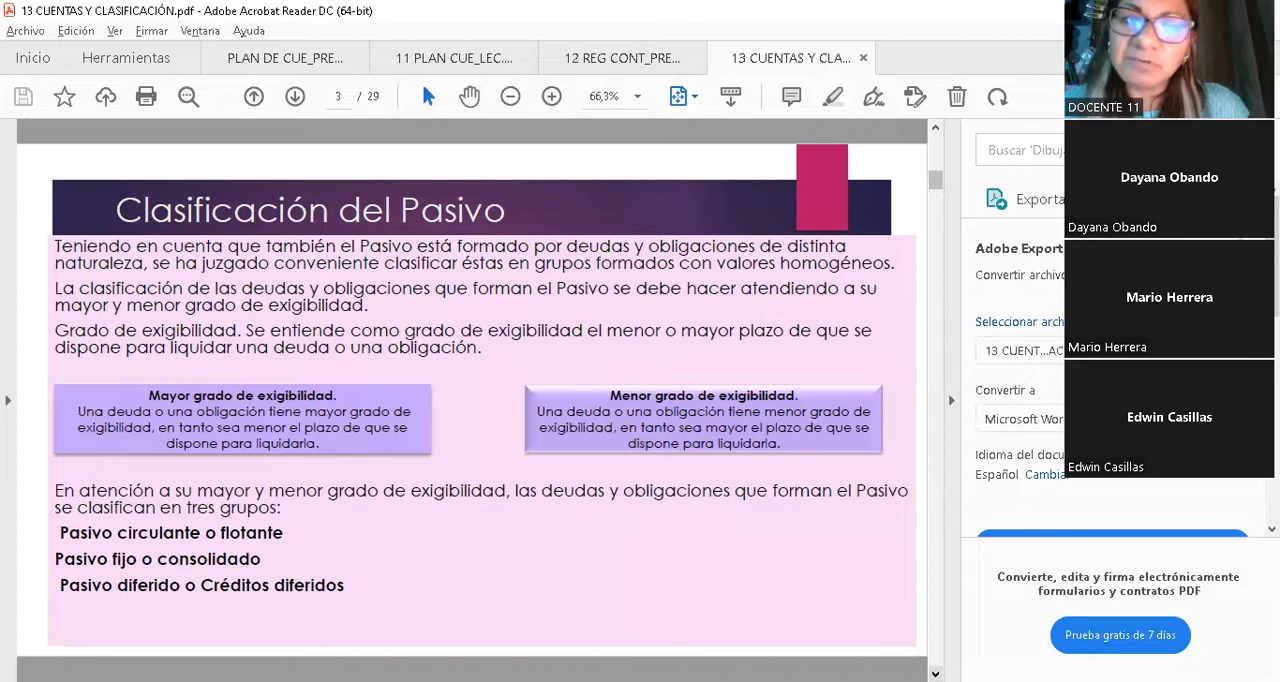 13 CUENTAS Y CLASIFICACIÓN.pdf - Adobe Acrobat Reader DC (64-bit)
Archivo Edición Ver Firmar Ventana Ayuda
Inicio Herramientas PLAN DE CUE_PRE... 11 PLAN CUE_LEC.... 12 REG CONT_PRE... 13 CUENTAS Y CLA... ×
3 / 29 66,3%
Clasificación del Pasivo
Teniendo en cuenta que también el Pasivo está formado por deudas y obligaciones de distinta
naturaleza, se ha juzgado conveniente clasificar éstas en grupos formados con valores homogéneos.
La clasificación de las deudas y obligaciones que forman el Pasivo se debe hacer atendiendo a su
mayor y menor grado de exigibilidad.
Grado de exigibilidad. Se entiende como grado de exigibilidad el menor o mayor plazo de que se
dispone para liquidar una deuda o una obligación.
Mayor grado de exigibilidad.
Una deuda o una obligación tiene mayor grado de
exigibilidad, en tanto sea menor el plazo de que se
dispone para liquidarla.
Menor grado de exigibilidad.
Una deuda o una obligación tiene menor grado de
exigibilidad, en tanto sea mayor el plazo de que se
dispone para liquidarla.
En atención a su mayor y menor grado de exigibilidad, las deudas y obligaciones que forman el Pasivo
se clasifican en tres grupos:
Pasivo circulante o flotante
Pasivo fijo o consolidado
Pasivo diferido o Créditos diferidos
Buscar 'Dibuj
Exporta
Adobe Export
Convertir archivo
Seleccionar arch
13 CUENT...AC
Convertir a
Microsoft Wor
Idioma del docu
Español Cambia
Convierte, edita y firma electrónicamente
formularios y contratos PDF
Prueba gratis de 7 días
DOCENTE 11
Dayana Obando
Dayana Obando
Mario Herrera
Mario Herrera
Edwin Casillas
Edwin Casillas